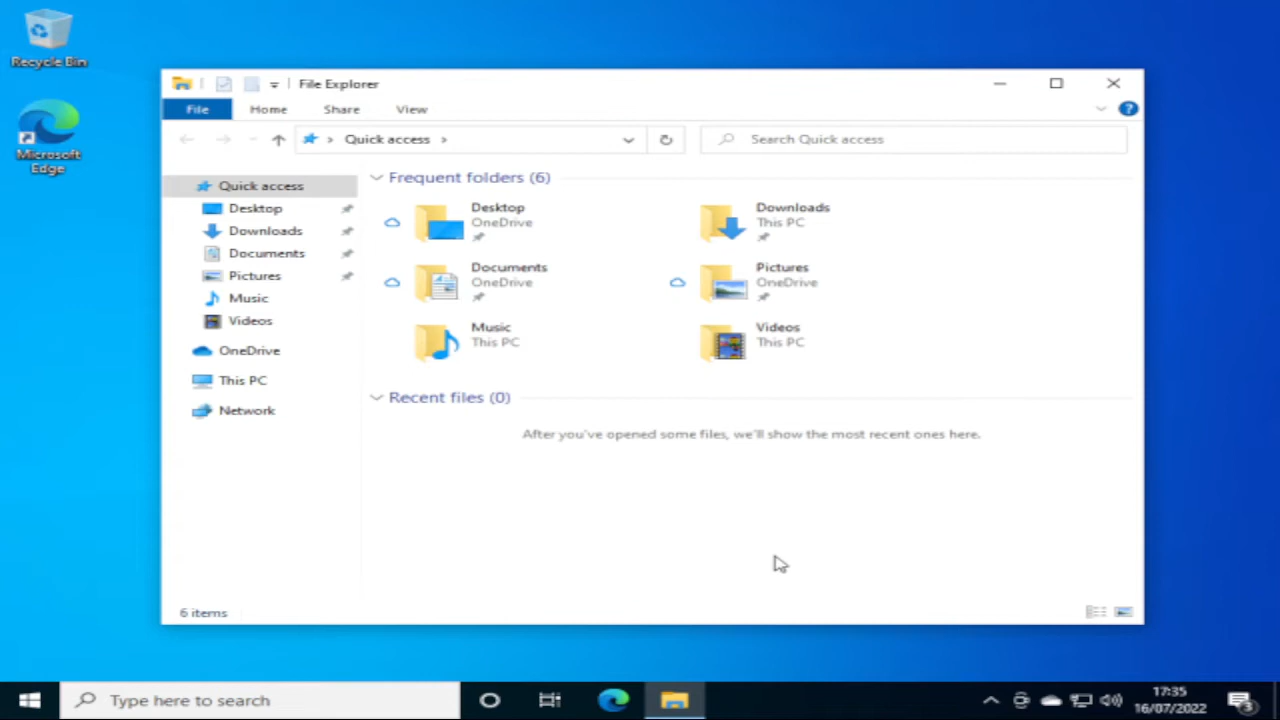 Recycle Bin
Microsoft
Edge
File Explorer
File
Home
Share
View
?
Quick access
Search Quick access
Quick access
Desktop
Downloads
Documents
Pictures
Music
Videos
OneDrive
This PC
Network
Frequent folders (6)
Desktop
OneDrive
Downloads
This PC
Documents
OneDrive
Pictures
OneDrive
Music
This PC
Videos
This PC
Recent files (0)
After you've opened some files, we'll show the most recent ones here.
6 items
Type here to search
17:35
16/07/2022
3